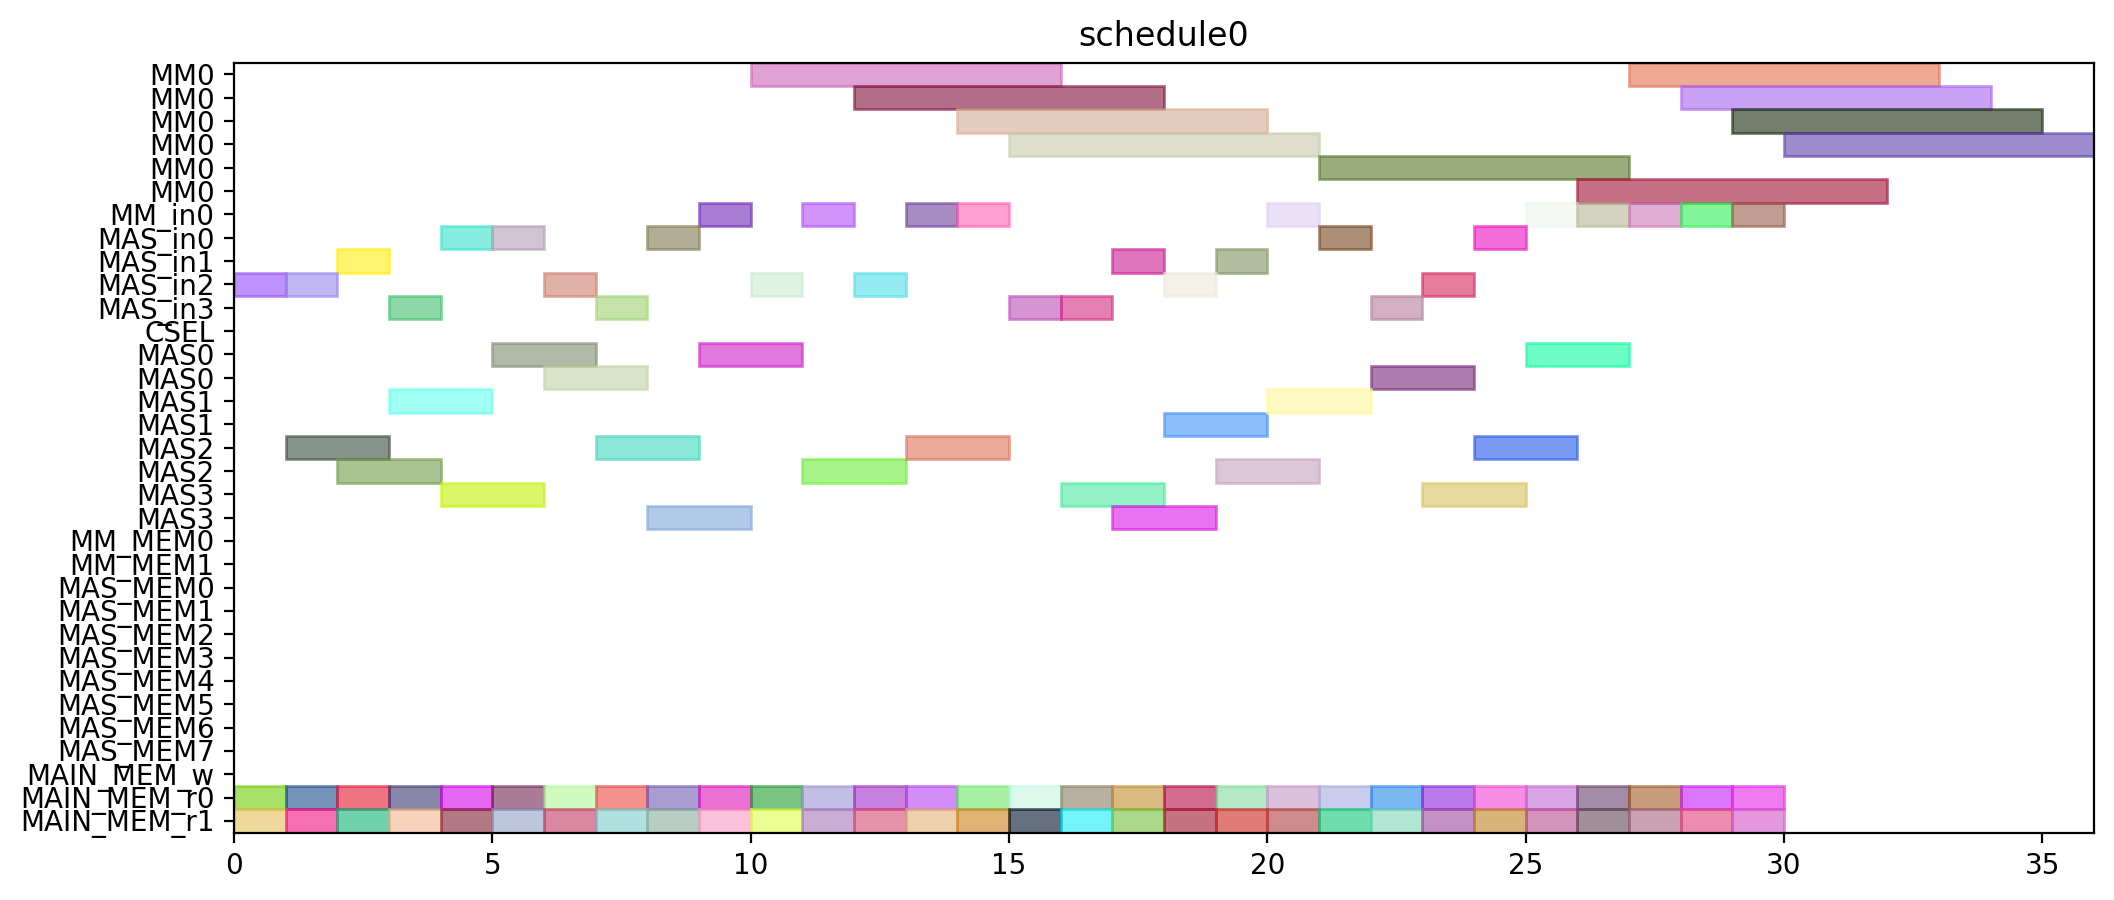 schedule0
MM0
MM0
MM0
MM0
MM0
MM0
MM_in0
MAS_in0
MAS_in1
MAS_in2
MAS_in3
CSEL
MAS0
MAS0
MAS1
MAS1
MAS2
MAS2
MAS3
MAS3
MM_MEM0
MM_MEM1
MAS_MEM0
MAS_MEM1
MAS_MEM2
MAS_MEM3
MAS_MEM4
MAS_MEM5
MAS_MEM6
MAS_MEM7
MAIN_MEM_w
MAIN_MEM_r0
MAIN_MEM_r1
0 5 10 15 20 25 30 35